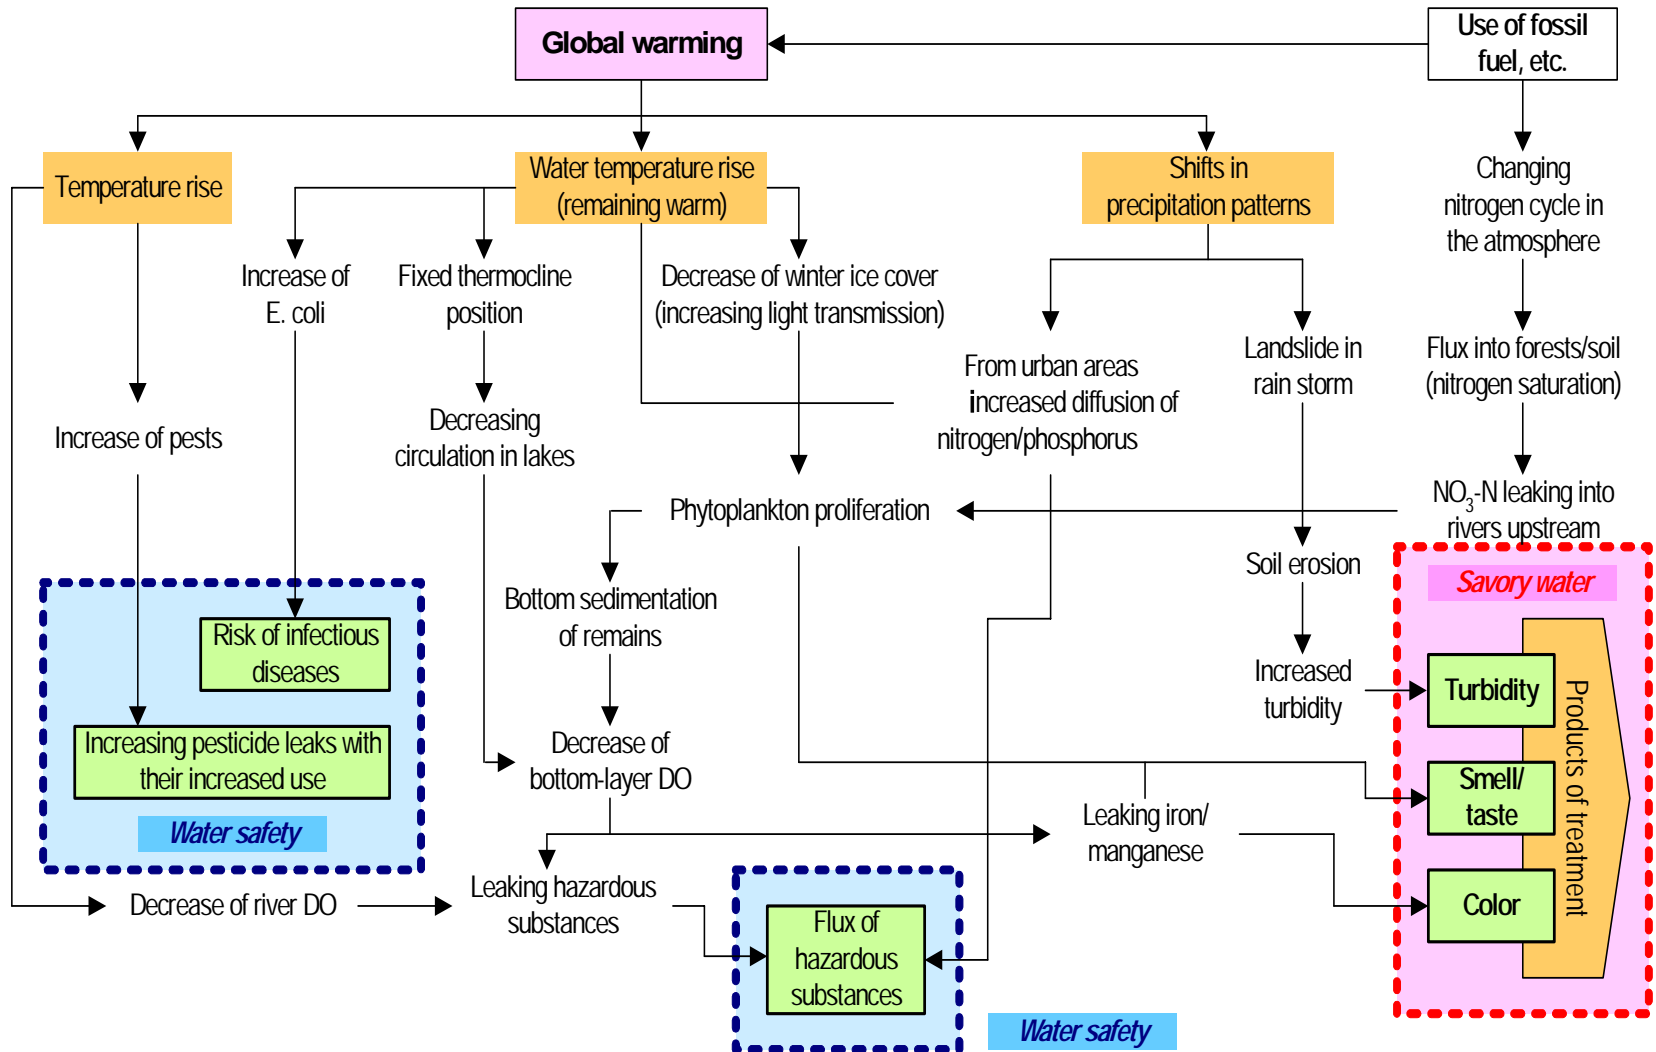 Global warming
Use of fossil
fuel, etc.
Temperature rise
Water temperature rise
(remaining warm)
Shifts in
precipitation patterns
Changing
nitrogen cycle in
the atmosphere
Increase of
E. coli
Fixed thermocline
position
Decrease of winter ice cover
(increasing light transmission)
From urban areas
increased diffusion of
nitrogen/phosphorus
Landslide in
rain storm
Flux into forests/soil
(nitrogen saturation)
Increase of pests
Decreasing
circulation in lakes
Phytoplankton proliferation
NO3-N leaking into
rivers upstream
Soil erosion
Savory water
Bottom sedimentation
of remains
Risk of infectious
diseases
Increased
turbidity
Turbidity
Products of treatment
Increasing pesticide leaks with
their increased use
Decrease of
bottom-layer DO
Smell/
taste
Water safety
Leaking iron/
manganese
Decrease of river DO
Leaking hazardous
substances
Color
Flux of
hazardous
substances
Water safety